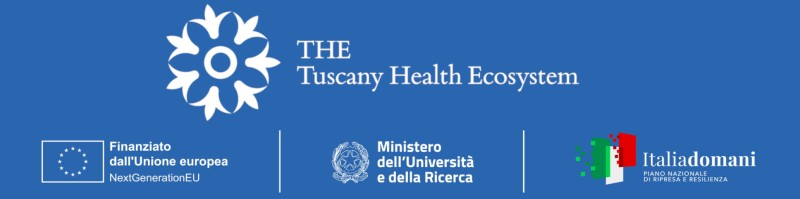 THE
Tuscany Health Ecosystem
Finanziato
dall'Unione europea
NextGenerationEU
Ministero
dell'Università
e della Ricerca
Italiadomani
PIANO NAZIONALE
DI RIPRESA E RESILIENZA